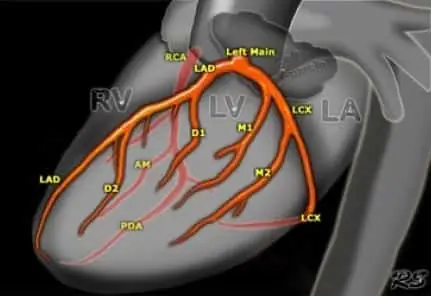 Left Main
RCA
LAD
RV
LV
LA
LCX
D1
M1
AM
M2
LAD
D2
PDA
LCX
RS